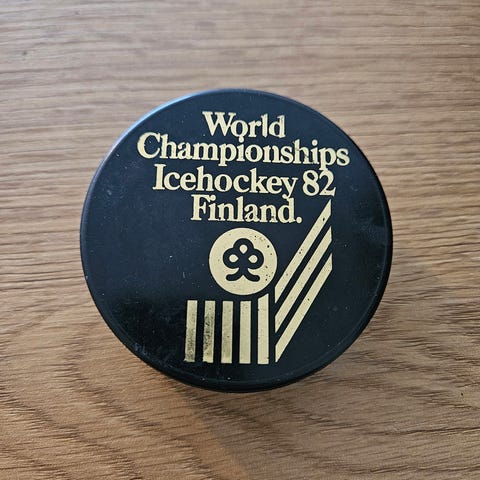 World
Championships
Icehockey 82
Finland.